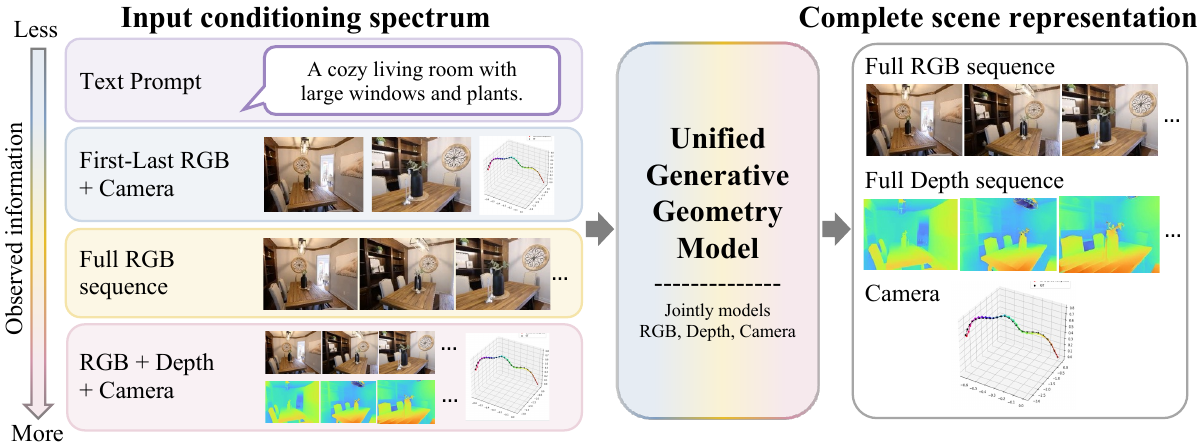 Input conditioning spectrum
Complete scene representation
Less
Observed information
More
Text Prompt
A cozy living room with
large windows and plants.
First-Last RGB
+ Camera
Full RGB
sequence
...
RGB + Depth
+ Camera
...
...
Unified
Generative
Geometry
Model
--------------
Jointly models
RGB, Depth, Camera
Full RGB sequence
...
Full Depth sequence
...
Camera